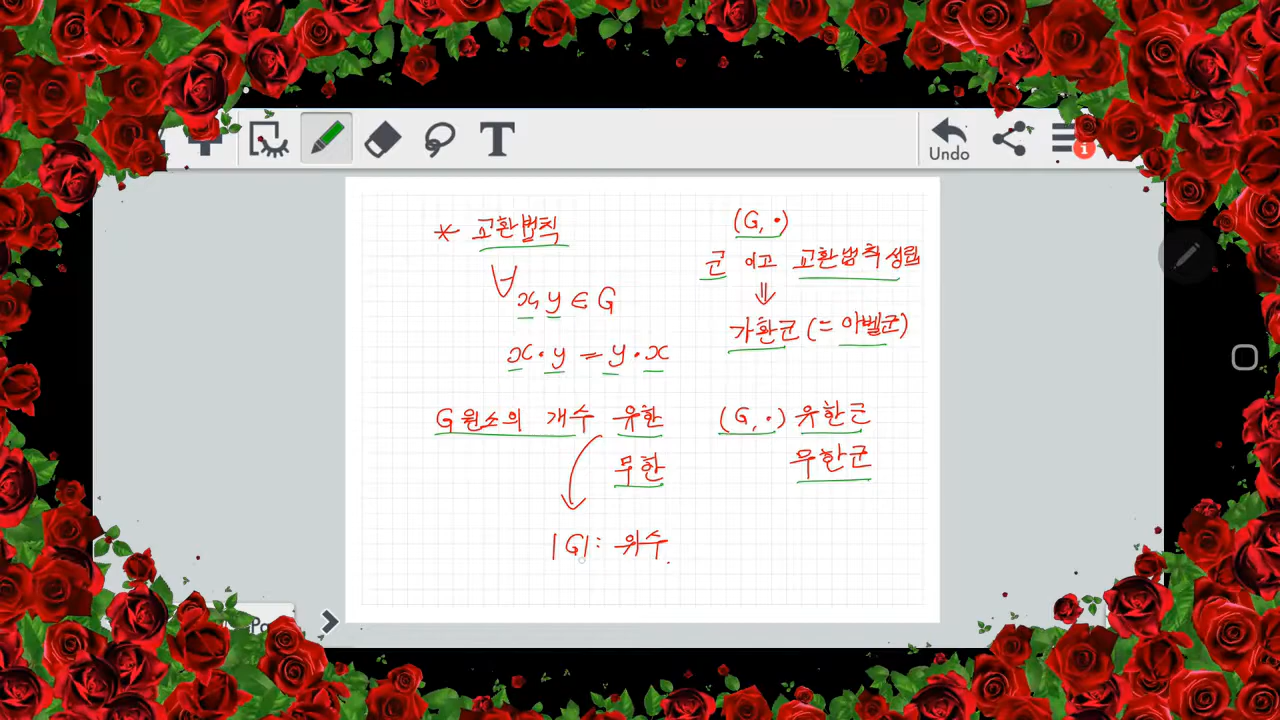 Undo
* 교환법칙
∀x, y ∈ G
x · y = y · x
G 원소의 개수 유한
무한
|G| : 위수
(G, ·)
군 이고 교환법칙 성립
⇓
가환군 (= 아벨군)
(G, ·) 유한군
무한군